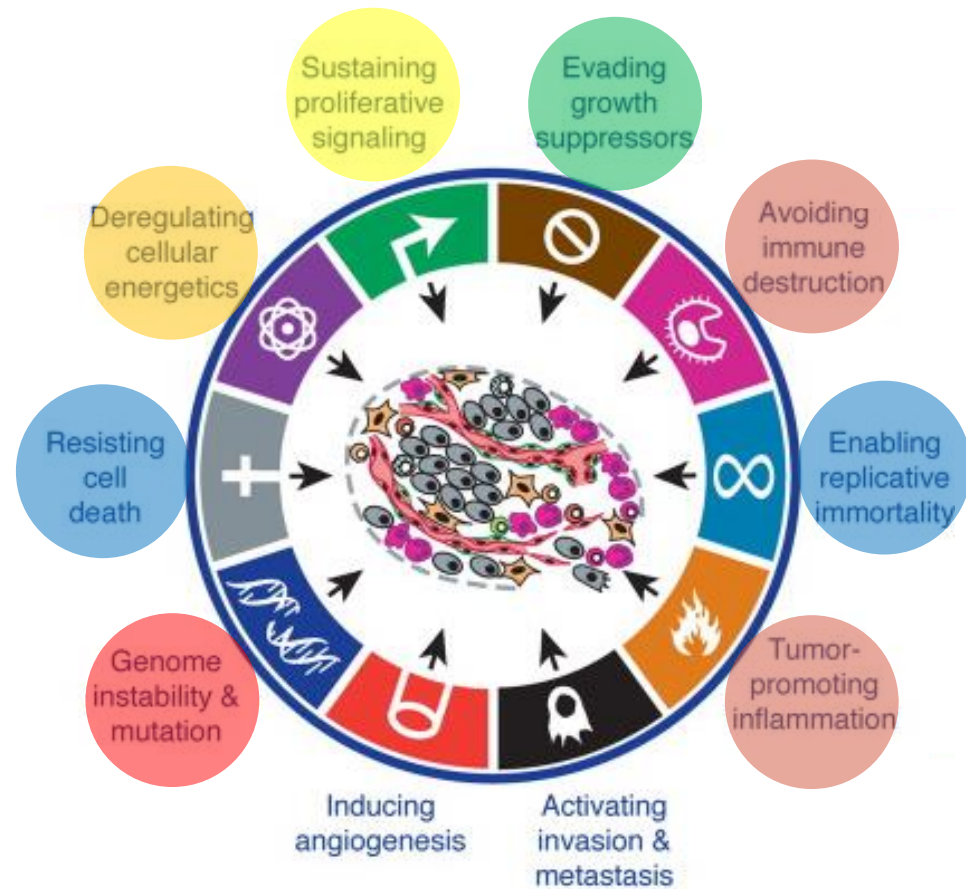 Sustaining
proliferative
signaling
Evading
growth
suppressors
Deregulating
cellular
energetics
Avoiding
immune
destruction
Resisting
cell
death
Enabling
replicative
immortality
Genome
instability &
mutation
Tumor-
promoting
inflammation
Inducing
angiogenesis
Activating
invasion &
metastasis